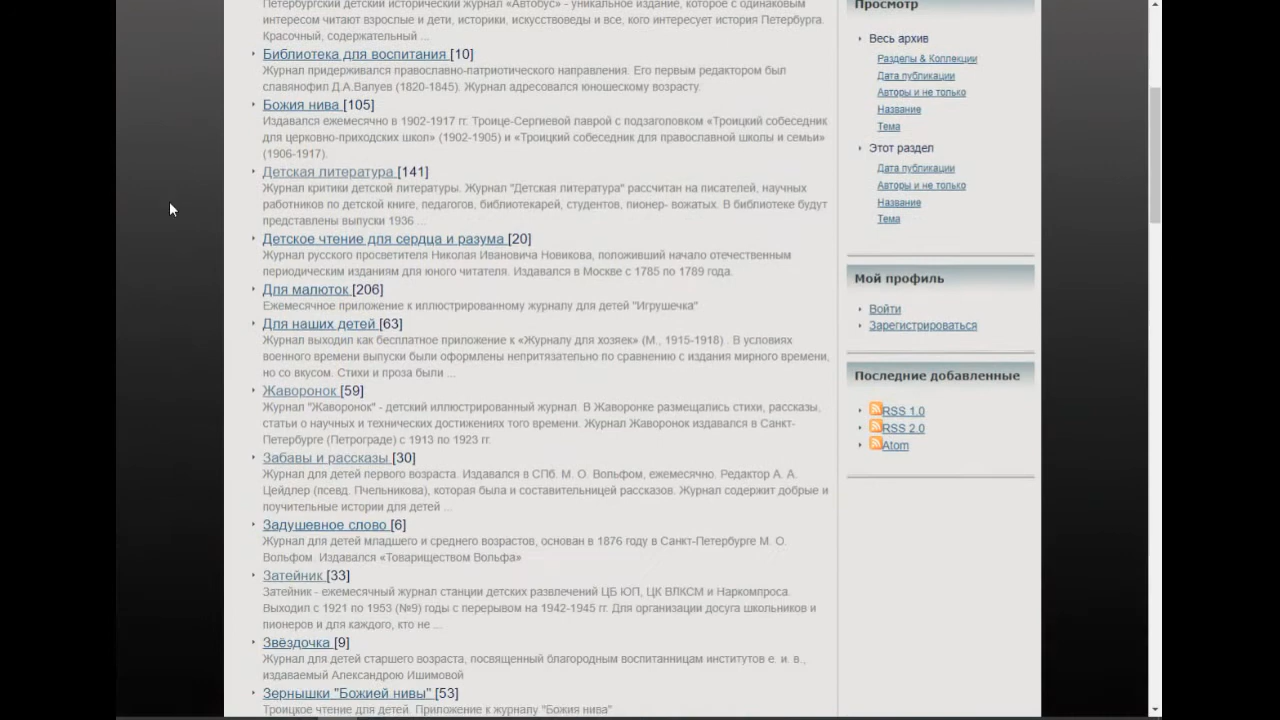 Петербургский детский исторический журнал «Автобус» - уникальное издание, которое с одинаковым
интересом читают взрослые и дети, историки, искусствоведы и все, кого интересует история Петербурга.
Красочный, содержательный ...
Библиотека для воспитания [10]
Журнал придерживался православно-патриотического направления. Его первым редактором был
славянофил Д.А.Валуев (1820-1845). Журнал адресовался юношескому возрасту.
Божия нива [105]
Издавался ежемесячно в 1902-1917 гг. Троице-Сергиевой лаврой с подзаголовком «Троицкий собеседник
для церковно-приходских школ» (1902-1905) и «Троицкий собеседник для православной школы и семьи»
(1906-1917).
Детская литература [141]
Журнал критики детской литературы. Журнал "Детская литература" рассчитан на писателей, научных
работников по детской книге, педагогов, библиотекарей, студентов, пионер- вожатых. В библиотеке будут
представлены выпуски 1936 ...
Детское чтение для сердца и разума [20]
Журнал русского просветителя Николая Ивановича Новикова, положивший начало отечественным
периодическим изданиям для юного читателя. Издавался в Москве с 1785 по 1789 года.
Для малюток [206]
Ежемесячное приложение к иллюстрированному журналу для детей "Игрушечка"
Для наших детей [63]
Журнал выходил как бесплатное приложение к «Журналу для хозяек» (М., 1915-1918) . В условиях
военного времени выпуски были оформлены непритязательно по сравнению с издания мирного времени,
но со вкусом. Стихи и проза были ...
Жаворонок [59]
Журнал "Жаворонок" - детский иллюстрированный журнал. В Жаворонке размещались стихи, рассказы,
статьи о научных и технических достижениях того времени. Журнал Жаворонок издавался в Санкт-
Петербурге (Петрограде) с 1913 по 1923 гг.
Забавы и рассказы [30]
Журнал для детей первого возраста. Издавался в СПб. М. О. Вольфом, ежемесячно. Редактор А. А.
Цейдлер (псевд. Пчельникова), которая была и составительницей рассказов. Журнал содержит добрые и
поучительные истории для детей ...
Задушевное слово [6]
Журнал для детей младшего и среднего возрастов, основан в 1876 году в Санкт-Петербурге М. О.
Вольфом. Издавался «Товариществом Вольфа»
Затейник [33]
Затейник - ежемесячный журнал станции детских развлечений ЦБ ЮП, ЦК ВЛКСМ и Наркомпроса.
Выходил с 1921 по 1953 (№9) годы с перерывом на 1942-1945 гг. Для организации досуга школьников и
пионеров и для каждого, кто не ...
Звёздочка [9]
Журнал для детей старшего возраста, посвященный благородным воспитанницам институтов е. и. в.,
издаваемый Александрою Ишимовой
Зернышки "Божией нивы" [53]
Троицкое чтение для детей. Приложение к журналу "Божия нива"
Просмотр
Весь архив
Разделы & Коллекции
Дата публикации
Авторы и не только
Название
Тема
Этот раздел
Дата публикации
Авторы и не только
Название
Тема
Мой профиль
Войти
Зарегистрироваться
Последние добавленные
RSS 1.0
RSS 2.0
Atom